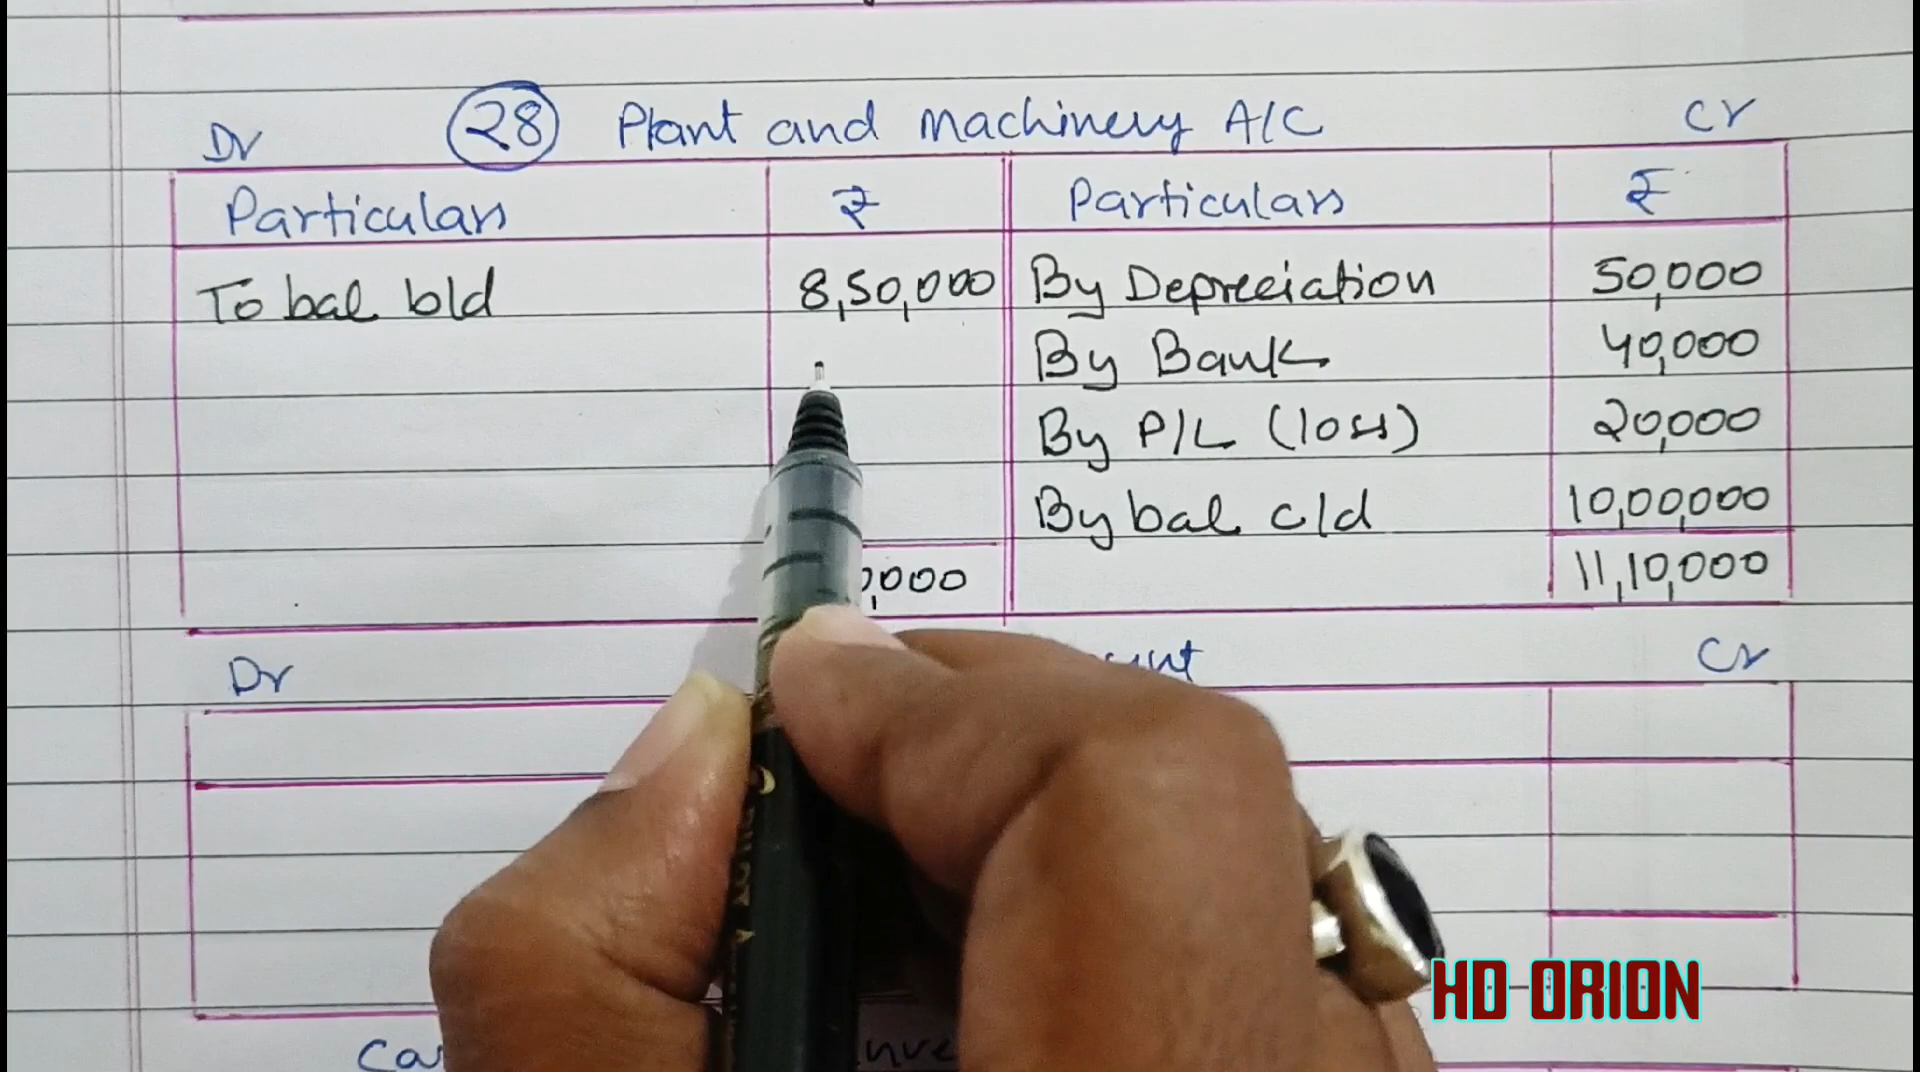 28 Plant and Machinery A/C
Dr Cr
Particulars ₹ Particulars ₹
To bal b/d 8,50,000 By Depreciation 50,000
By Bank 40,000
By P/L (loss) 20,000
By bal c/d 10,00,000
,000 11,10,000
Dr Cr
HD ORION